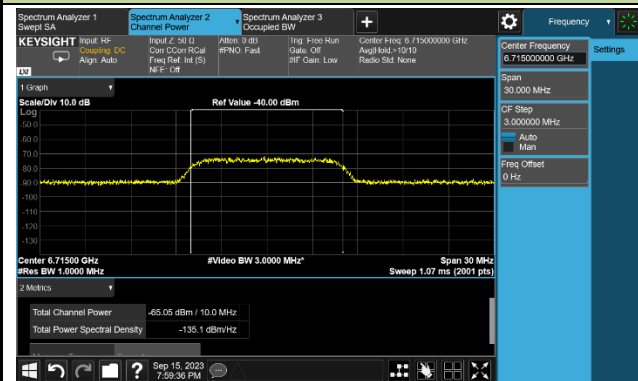 Spectrum Analyzer 1
Swept SA
Spectrum Analyzer 2
Channel Power
Spectrum Analyzer 3
Occupied BW
+
Frequency
KEYSIGHT
Input: RF
Coupling: DC
Align: Auto
Input Z: 50 Ω
Corr CCorr RCal
Freq Ref: Int (S)
NFE: Off
Atten: 0 dB
#PNO: Fast
Trig: Free Run
Gate: Off
#IF Gain: Low
Center Freq: 6.715000000 GHz
Avg|Hold:>10/10
Radio Std: None
LXI
Center Frequency
6.715000000 GHz
Settings
Span
30.000 MHz
CF Step
3.000000 MHz
Auto
Man
Freq Offset
0 Hz
1 Graph
Scale/Div 10.0 dB
Ref Value -40.00 dBm
Log
-50.0
-60.0
-70.0
-80.0
-90.0
-100
-110
-120
-130
Center 6.71500 GHz
#Video BW 3.0000 MHz*
Span 30 MHz
#Res BW 1.0000 MHz
Sweep 1.07 ms (2001 pts)
2 Metrics
Total Channel Power
-65.05 dBm / 10.0 MHz
Total Power Spectral Density
-135.1 dBm/Hz
?
Sep 15, 2023
7:59:36 PM